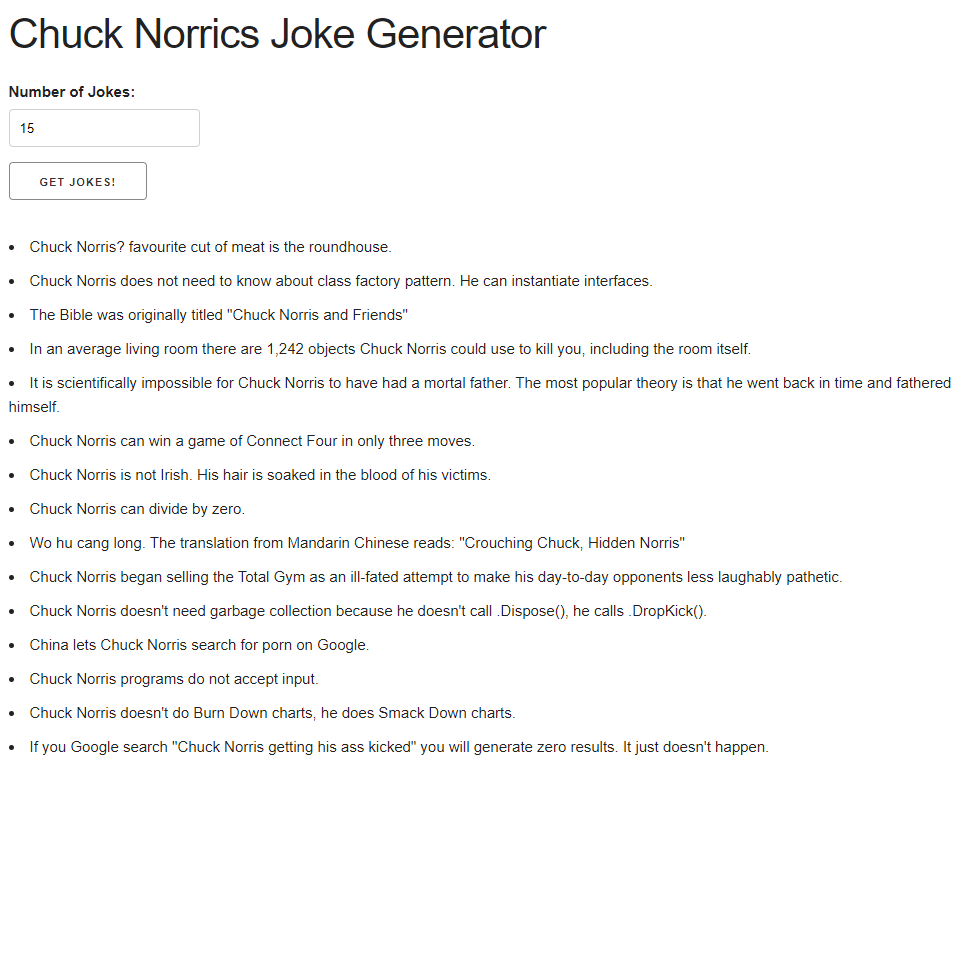 Chuck Norrics Joke Generator
Number of Jokes:
15
GET JOKES!
• Chuck Norris? favourite cut of meat is the roundhouse.
• Chuck Norris does not need to know about class factory pattern. He can instantiate interfaces.
• The Bible was originally titled "Chuck Norris and Friends"
• In an average living room there are 1,242 objects Chuck Norris could use to kill you, including the room itself.
• It is scientifically impossible for Chuck Norris to have had a mortal father. The most popular theory is that he went back in time and fathered
himself.
• Chuck Norris can win a game of Connect Four in only three moves.
• Chuck Norris is not Irish. His hair is soaked in the blood of his victims.
• Chuck Norris can divide by zero.
• Wo hu cang long. The translation from Mandarin Chinese reads: "Crouching Chuck, Hidden Norris"
• Chuck Norris began selling the Total Gym as an ill-fated attempt to make his day-to-day opponents less laughably pathetic.
• Chuck Norris doesn't need garbage collection because he doesn't call .Dispose(), he calls .DropKick().
• China lets Chuck Norris search for porn on Google.
• Chuck Norris programs do not accept input.
• Chuck Norris doesn't do Burn Down charts, he does Smack Down charts.
• If you Google search "Chuck Norris getting his ass kicked" you will generate zero results. It just doesn't happen.